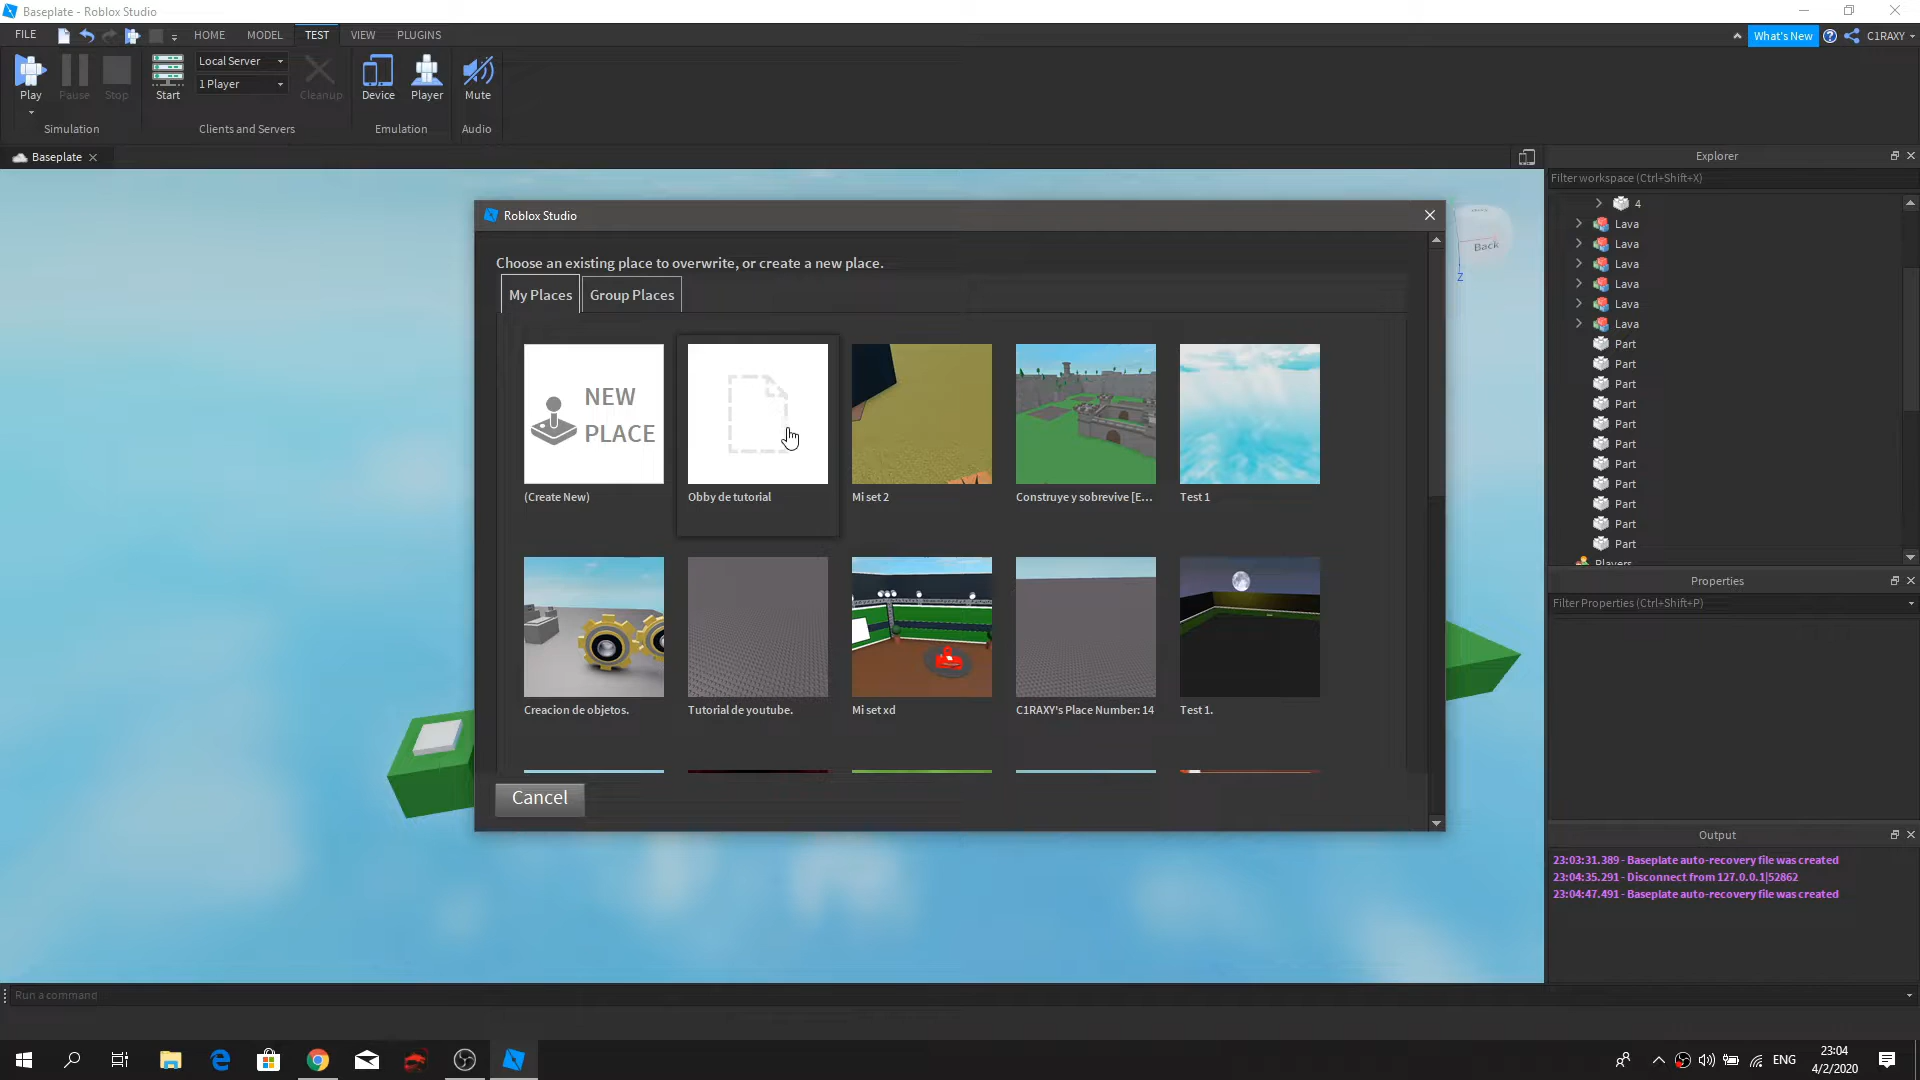 Baseplate - Roblox Studio
FILE
HOME
MODEL
TEST
VIEW
PLUGINS
What's New
C1RAXY
Play
Pause
Stop
Start
Local Server
1 Player
Cleanup
Device
Player
Mute
Simulation
Clients and Servers
Emulation
Audio
Baseplate
Explorer
Filter workspace (Ctrl+Shift+X)
4
Lava
Lava
Lava
Lava
Lava
Lava
Part
Part
Part
Part
Part
Part
Part
Part
Part
Part
Part
Players
Back
Z
Roblox Studio
Choose an existing place to overwrite, or create a new place.
My Places
Group Places
NEW
PLACE
(Create New)
Obby de tutorial
Mi set 2
Construye y sobrevive [E...
Test 1
Creacion de objetos.
Tutorial de youtube.
Mi set xd
C1RAXY's Place Number: 14
Test 1.
Cancel
Properties
Filter Properties (Ctrl+Shift+P)
Output
23:03:31.389 - Baseplate auto-recovery file was created
23:04:35.291 - Disconnect from 127.0.0.1|52862
23:04:47.491 - Baseplate auto-recovery file was created
Run a command
ENG
23:04
4/2/2020